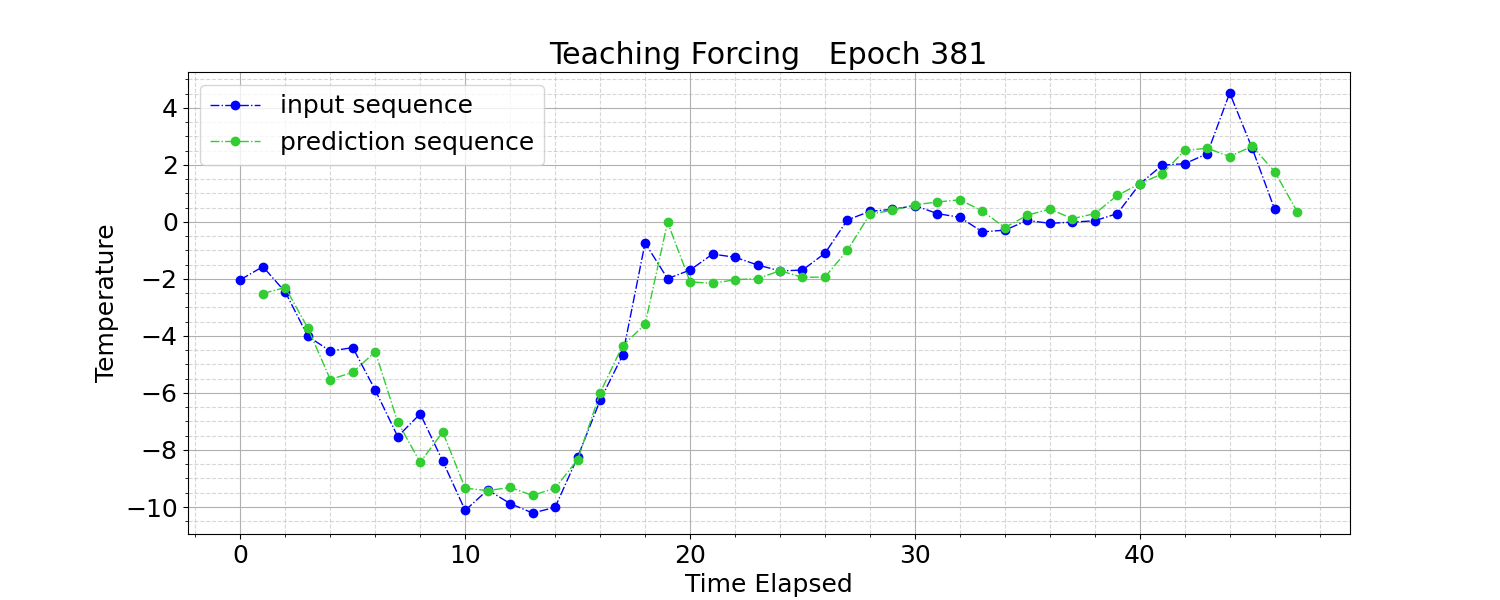 Teaching Forcing   Epoch 381
input sequence
prediction sequence
Temperature
4
2
0
−2
−4
−6
−8
−10
0 10 20 30 40
Time Elapsed